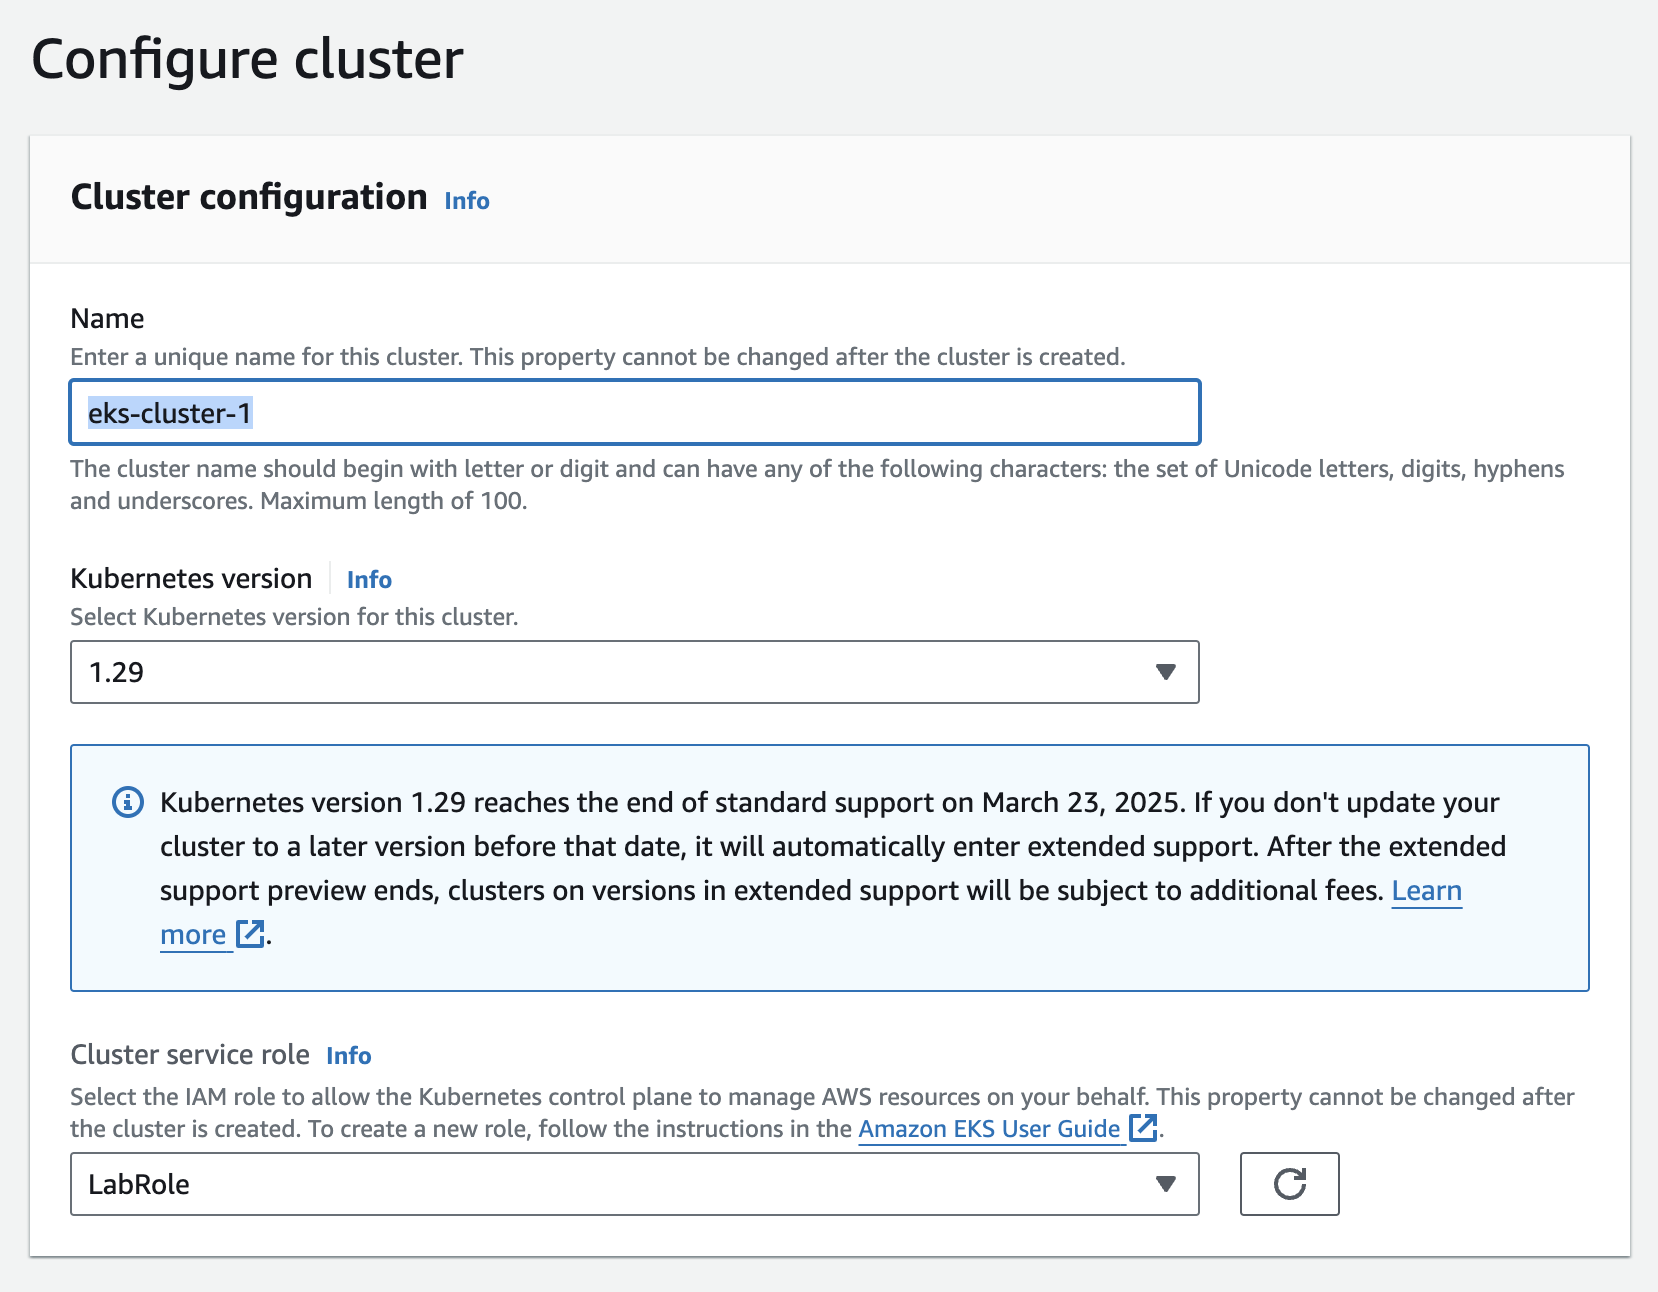 Configure cluster
Cluster configuration Info
Name
Enter a unique name for this cluster. This property cannot be changed after the cluster is created.
eks-cluster-1
The cluster name should begin with letter or digit and can have any of the following characters: the set of Unicode letters, digits, hyphens
and underscores. Maximum length of 100.
Kubernetes version Info
Select Kubernetes version for this cluster.
1.29
Kubernetes version 1.29 reaches the end of standard support on March 23, 2025. If you don't update your
cluster to a later version before that date, it will automatically enter extended support. After the extended
support preview ends, clusters on versions in extended support will be subject to additional fees. Learn
more.
Cluster service role Info
Select the IAM role to allow the Kubernetes control plane to manage AWS resources on your behalf. This property cannot be changed after
the cluster is created. To create a new role, follow the instructions in the Amazon EKS User Guide.
LabRole